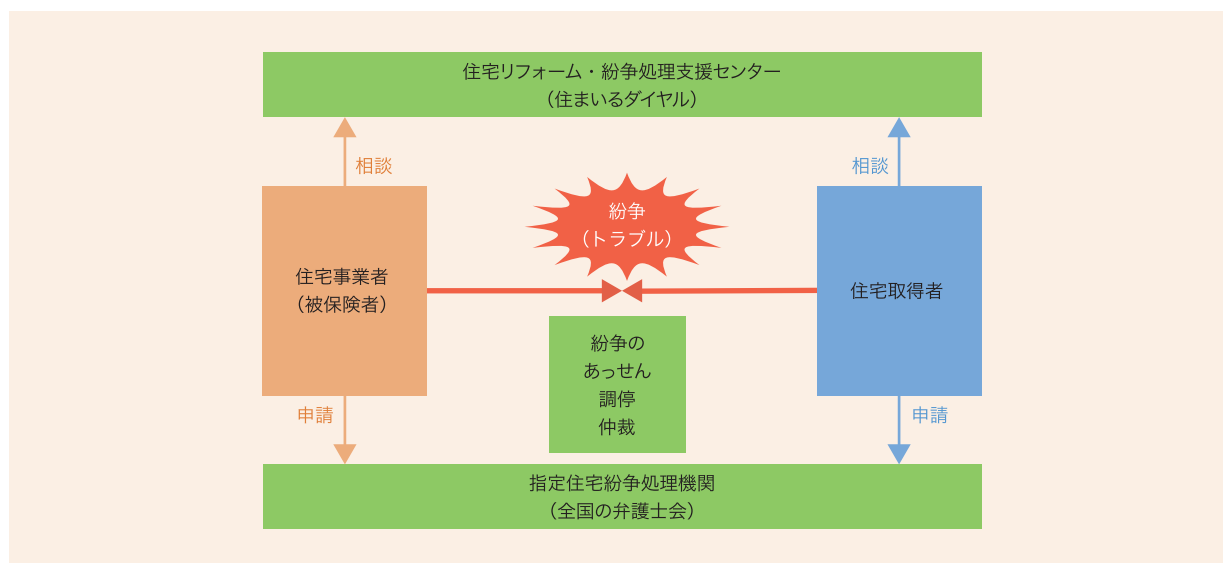 住宅リフォーム・紛争処理支援センター
（住まいるダイヤル）
相談
相談
紛争
（トラブル）
住宅事業者
（被保険者）
住宅取得者
紛争の
あっせん
調停
仲裁
申請
申請
指定住宅紛争処理機関
（全国の弁護士会）